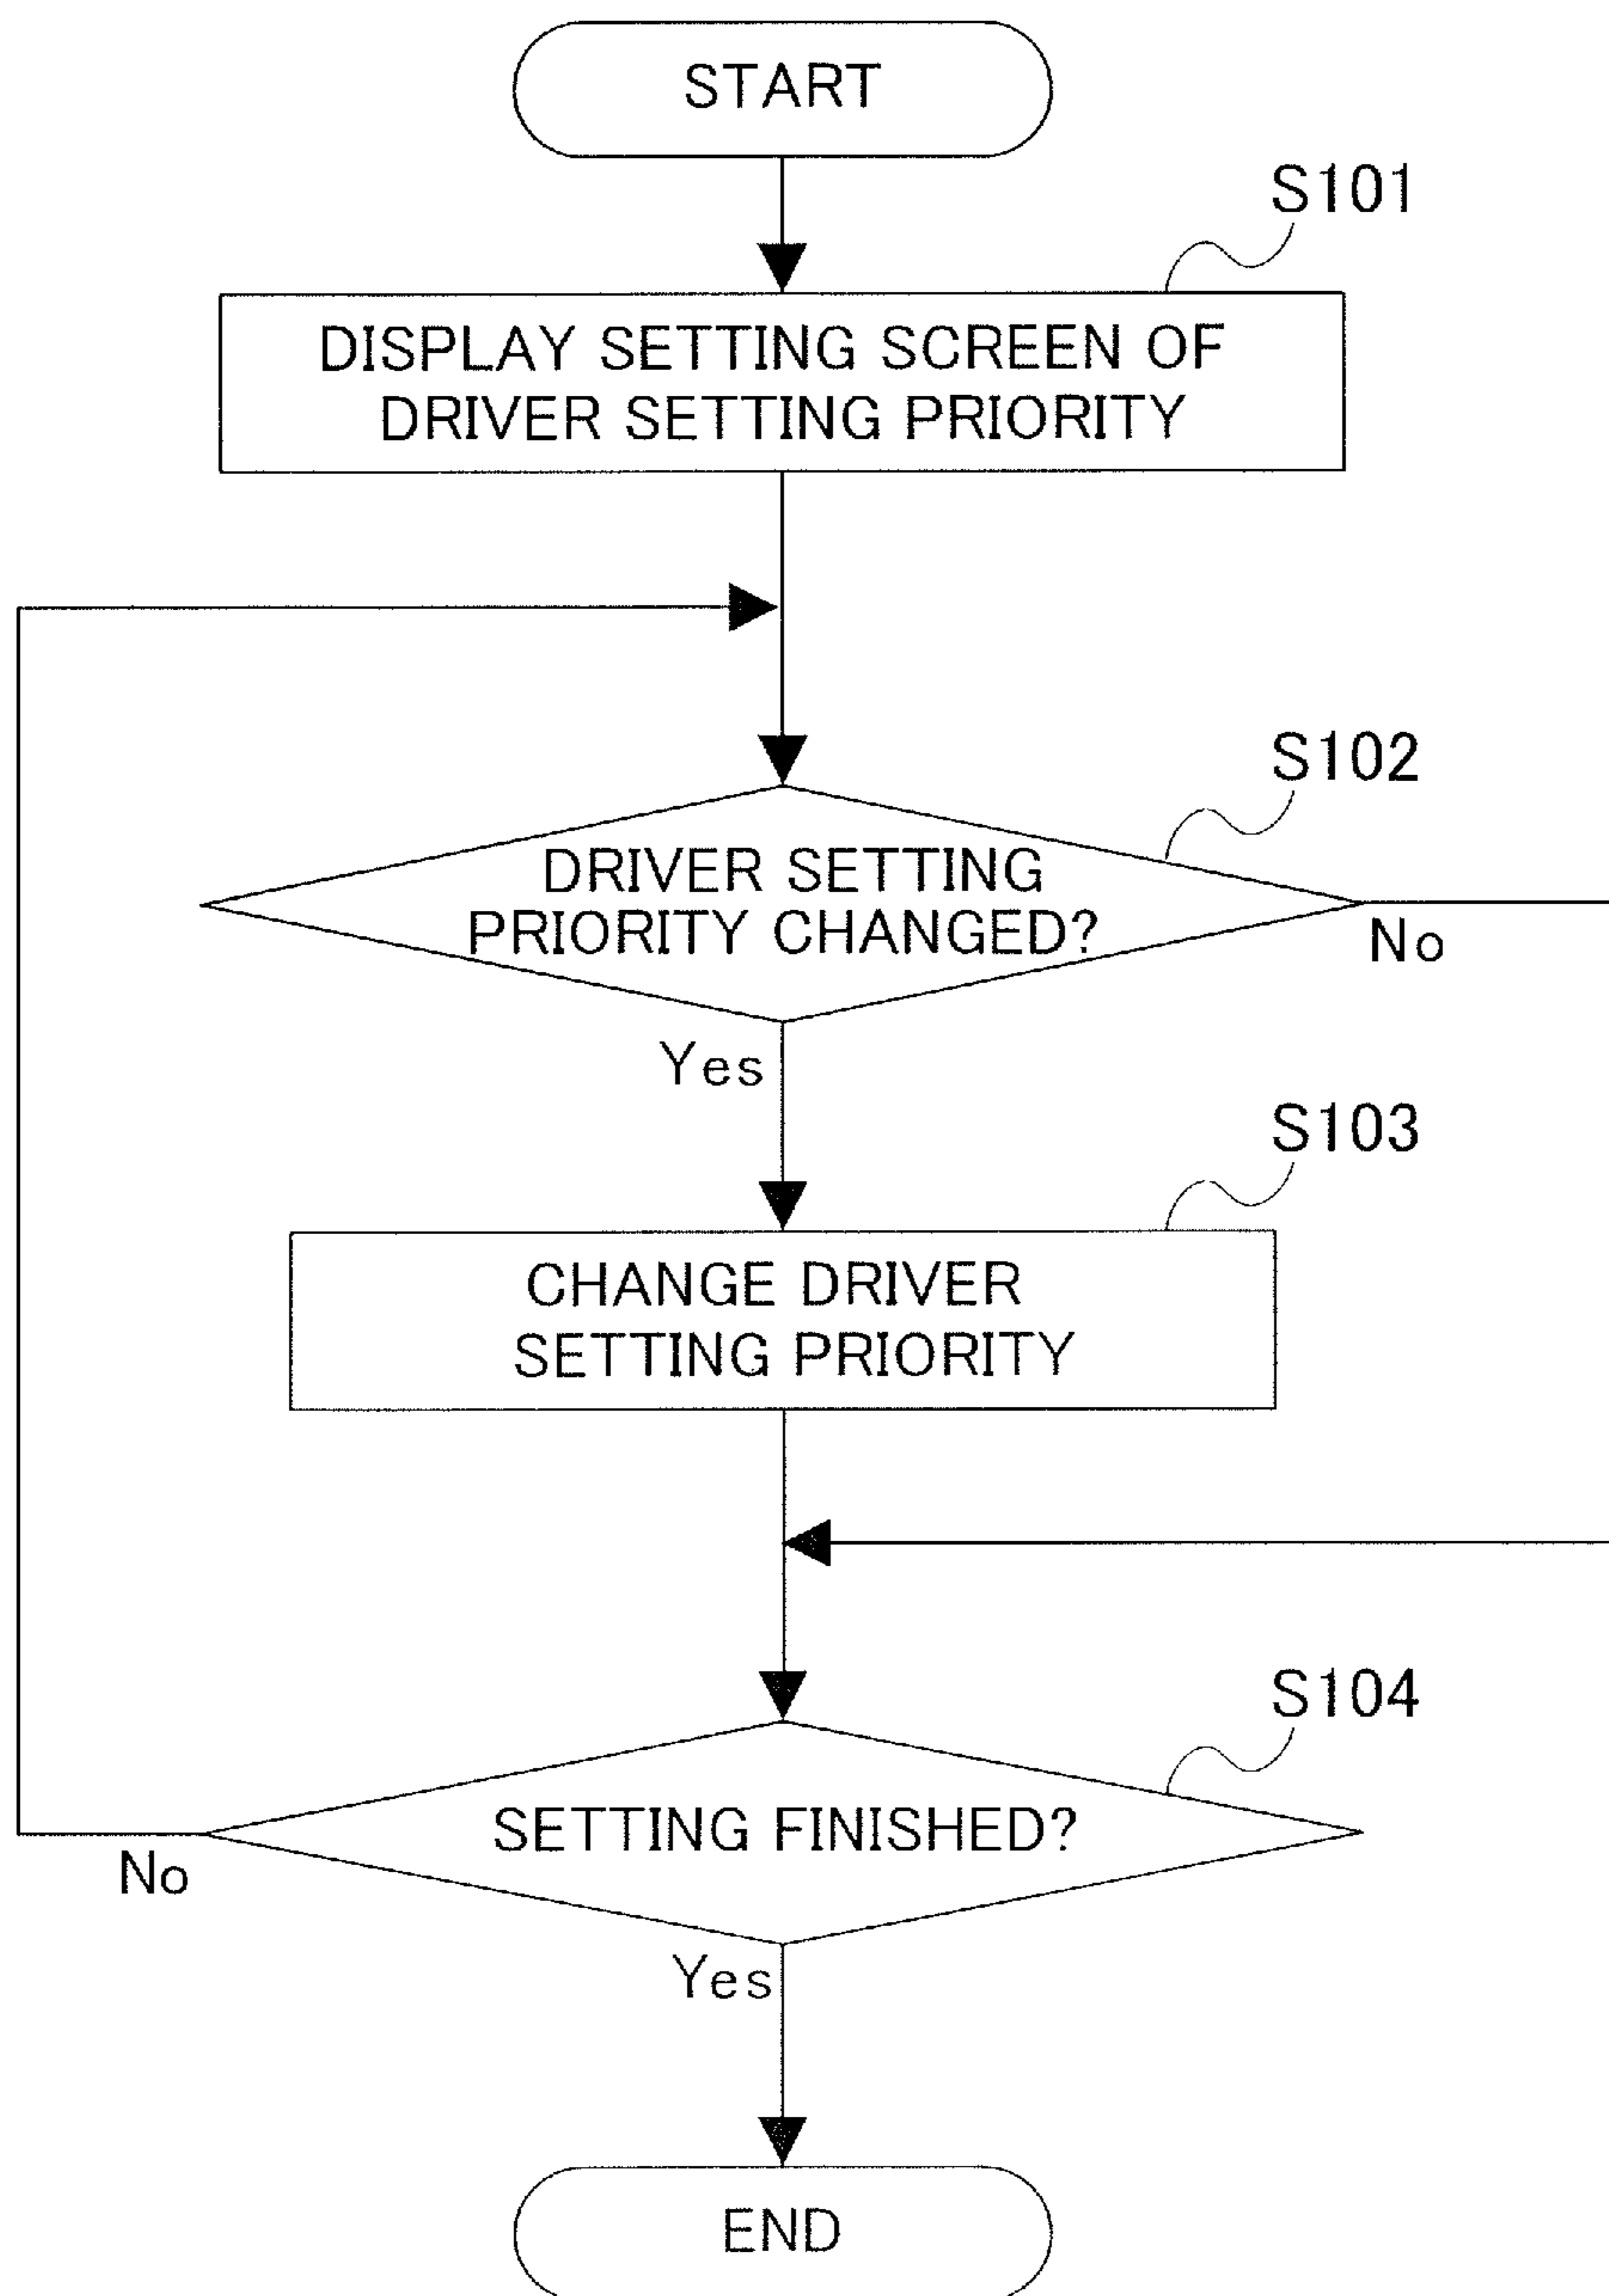 START
S101
DISPLAY SETTING SCREEN OF
DRIVER SETTING PRIORITY
S102
DRIVER SETTING
PRIORITY CHANGED?
No
Yes
S103
CHANGE DRIVER
SETTING PRIORITY
S104
SETTING FINISHED?
No
Yes
END